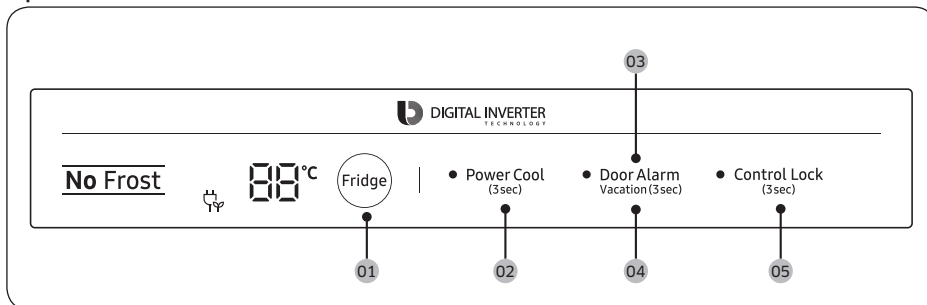 03
DIGITAL INVERTER
TECHNOLOGY
No Frost
88°C
Fridge
Power Cool
(3sec)
Door Alarm
Vacation(3sec)
Control Lock
(3sec)
01
02
04
05